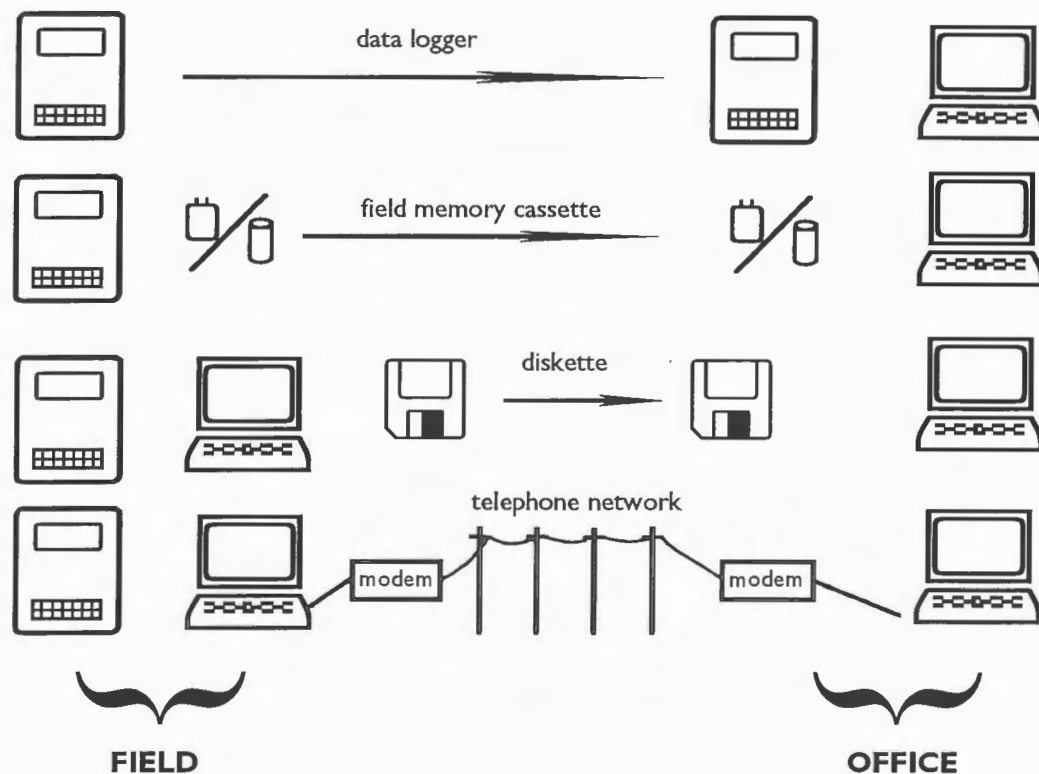 data logger
field memory cassette
diskette
telephone network
modem
modem
FIELD
OFFICE